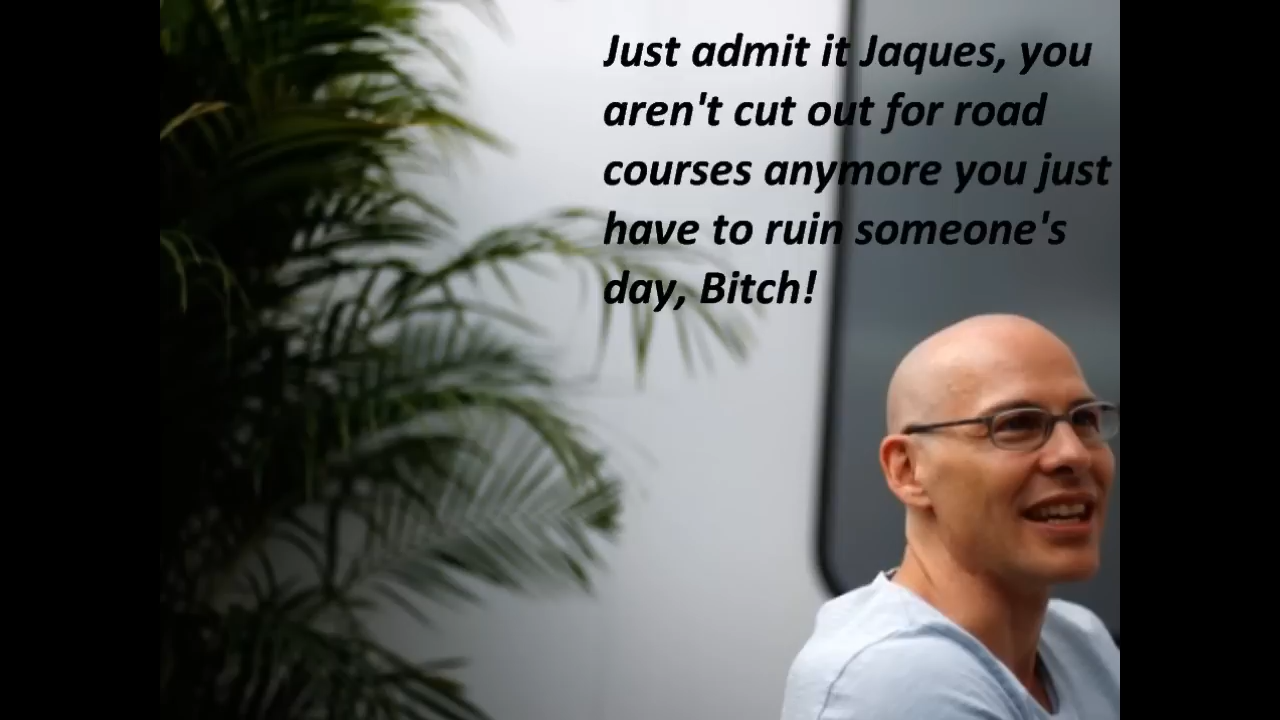 Just admit it Jaques, you
aren't cut out for road
courses anymore you just
have to ruin someone's
day, Bitch!